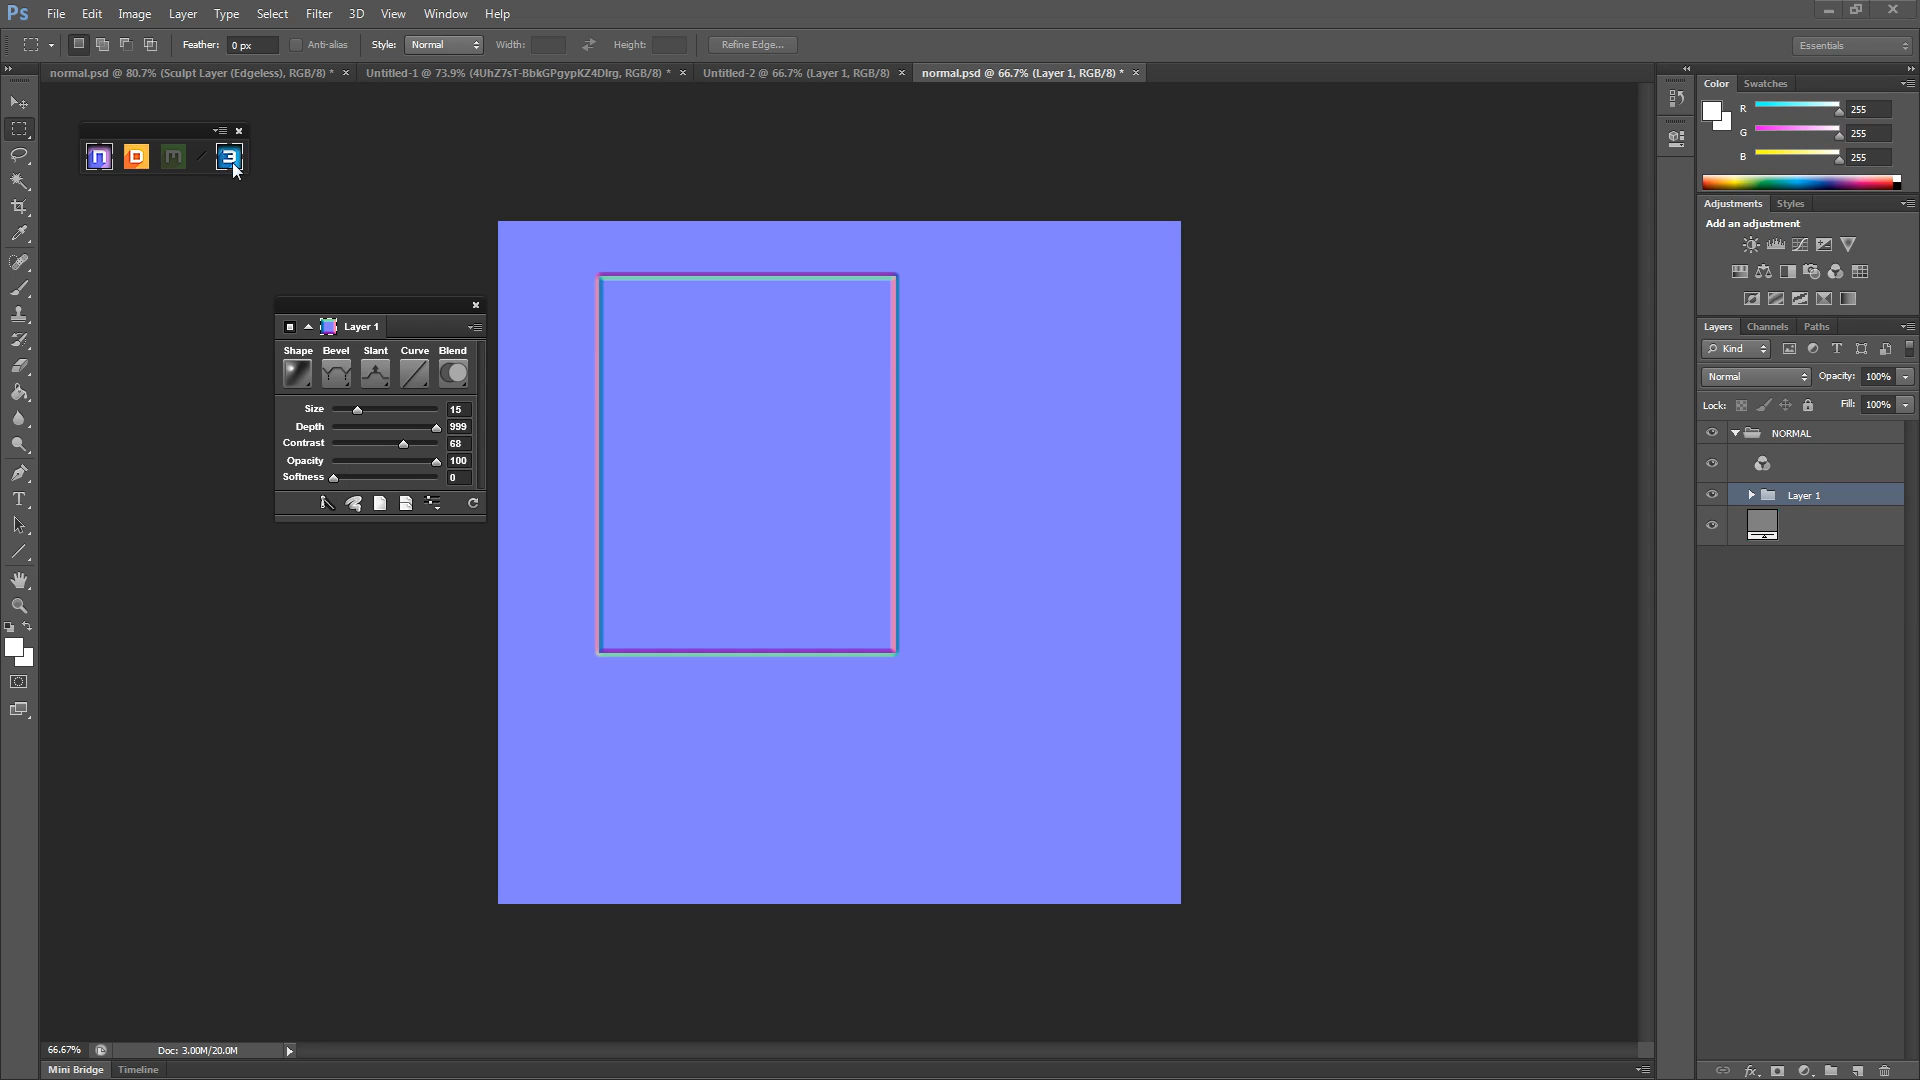 Ps File Edit Image Layer Type Select Filter 3D View Window Help
Feather: 0 px Anti-alias Style: Normal Width: Height: Refine Edge... Essentials
normal.psd @ 80.7% (Sculpt Layer (Edgeless), RGB/8) * × Untitled-1 @ 73.9% (4UhZ7sT-BbkGPgypKZ4DIrg, RGB/8) * × Untitled-2 @ 66.7% (Layer 1, RGB/8) × normal.psd @ 66.7% (Layer 1, RGB/8) * ×
Color Swatches
R 255
G 255
B 255
n D m 3
Adjustments Styles
Add an adjustment
Layer 1
Shape Bevel Slant Curve Blend
Size 15
Depth 999
Contrast 68
Opacity 100
Softness 0
Layers Channels Paths
Kind
Normal Opacity: 100%
Lock: Fill: 100%
NORMAL
Layer 1
T
fx
66.67% Doc: 3.00M/20.0M
Mini Bridge Timeline